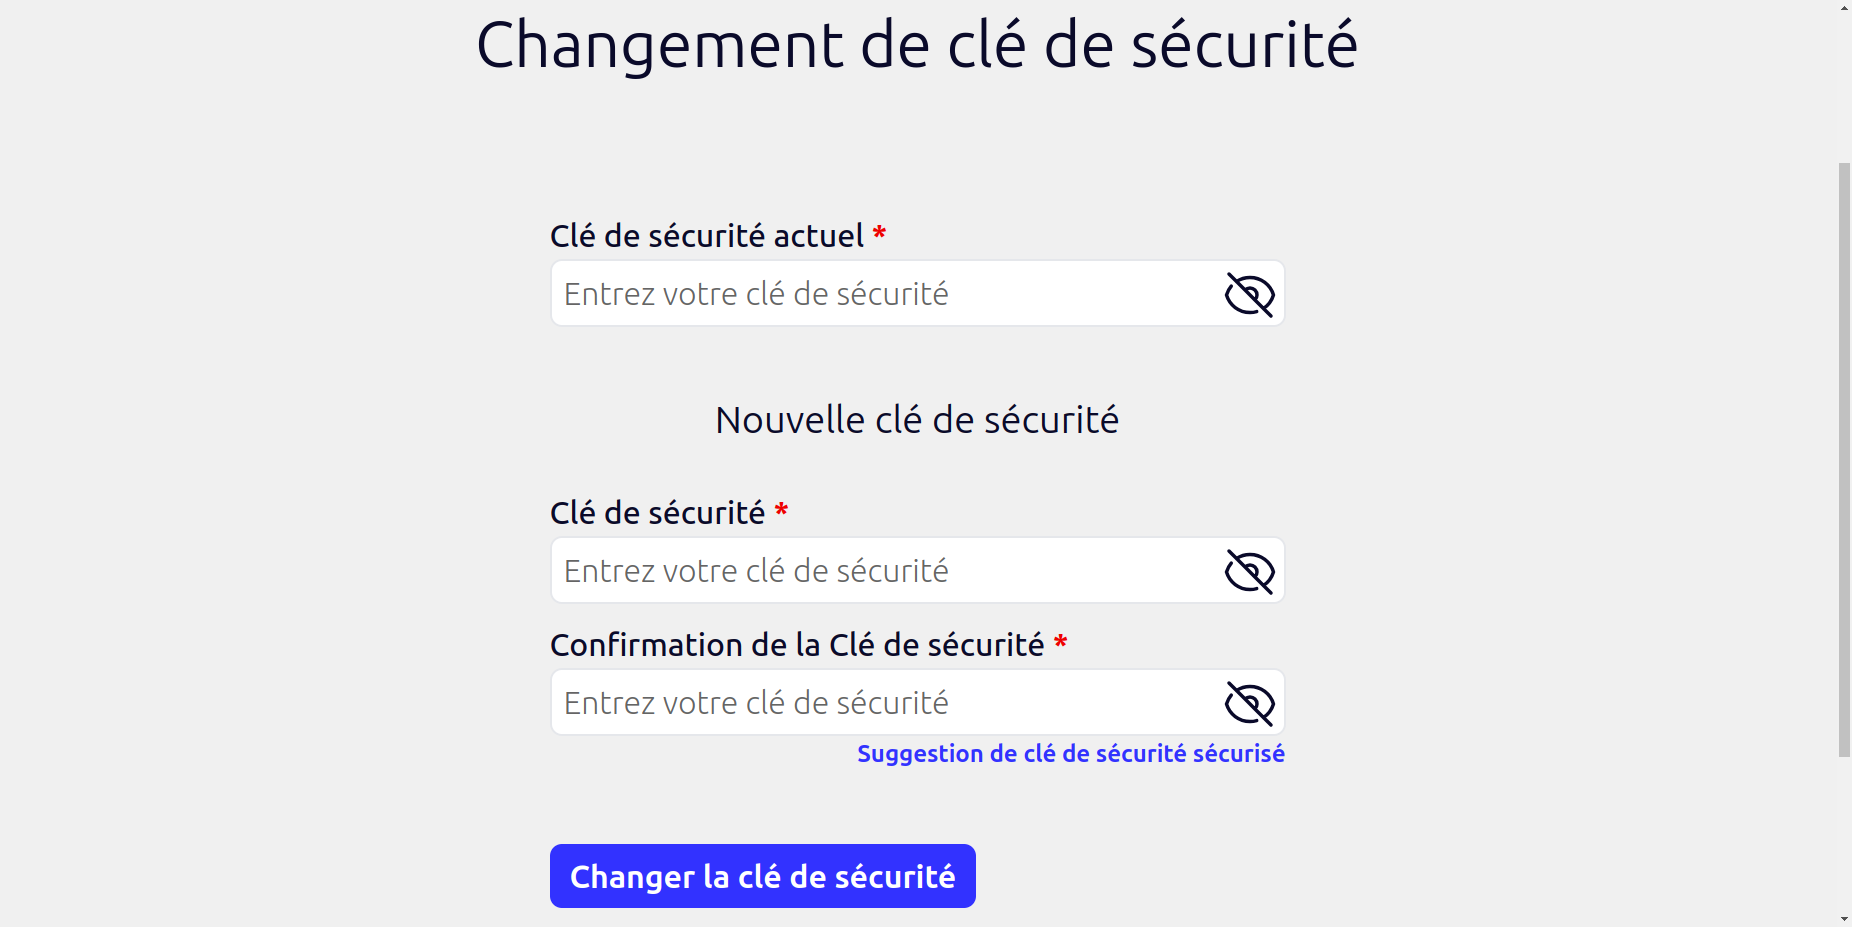 Changement de clé de sécurité
Clé de sécurité actuel *
Entrez votre clé de sécurité
Nouvelle clé de sécurité
Clé de sécurité *
Entrez votre clé de sécurité
Confirmation de la Clé de sécurité *
Entrez votre clé de sécurité
Suggestion de clé de sécurité sécurisé
Changer la clé de sécurité